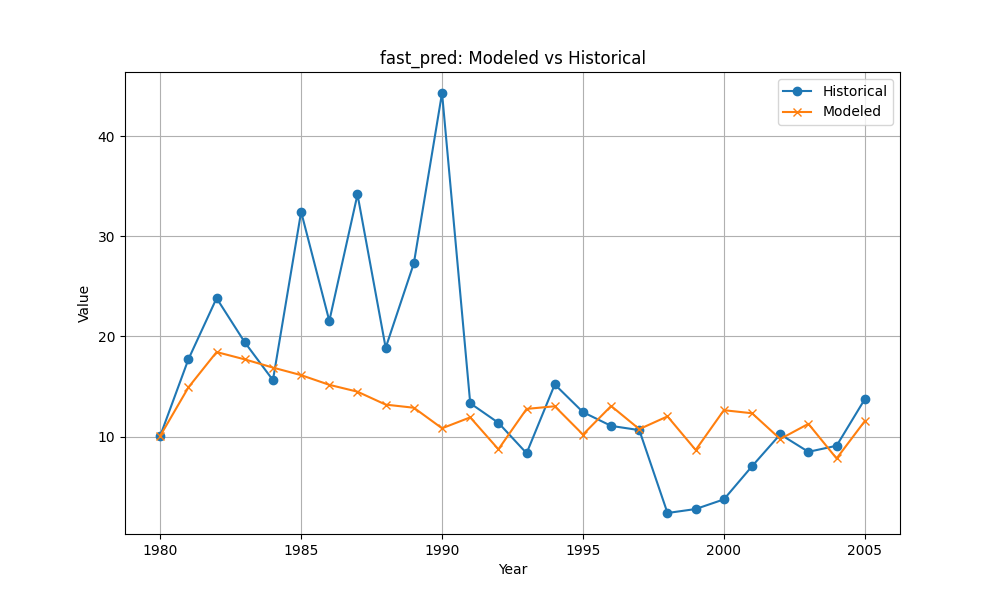 fast_pred: Modeled vs Historical
Historical
Modeled
Value
40
30
20
10
1980
1985
1990
1995
2000
2005
Year